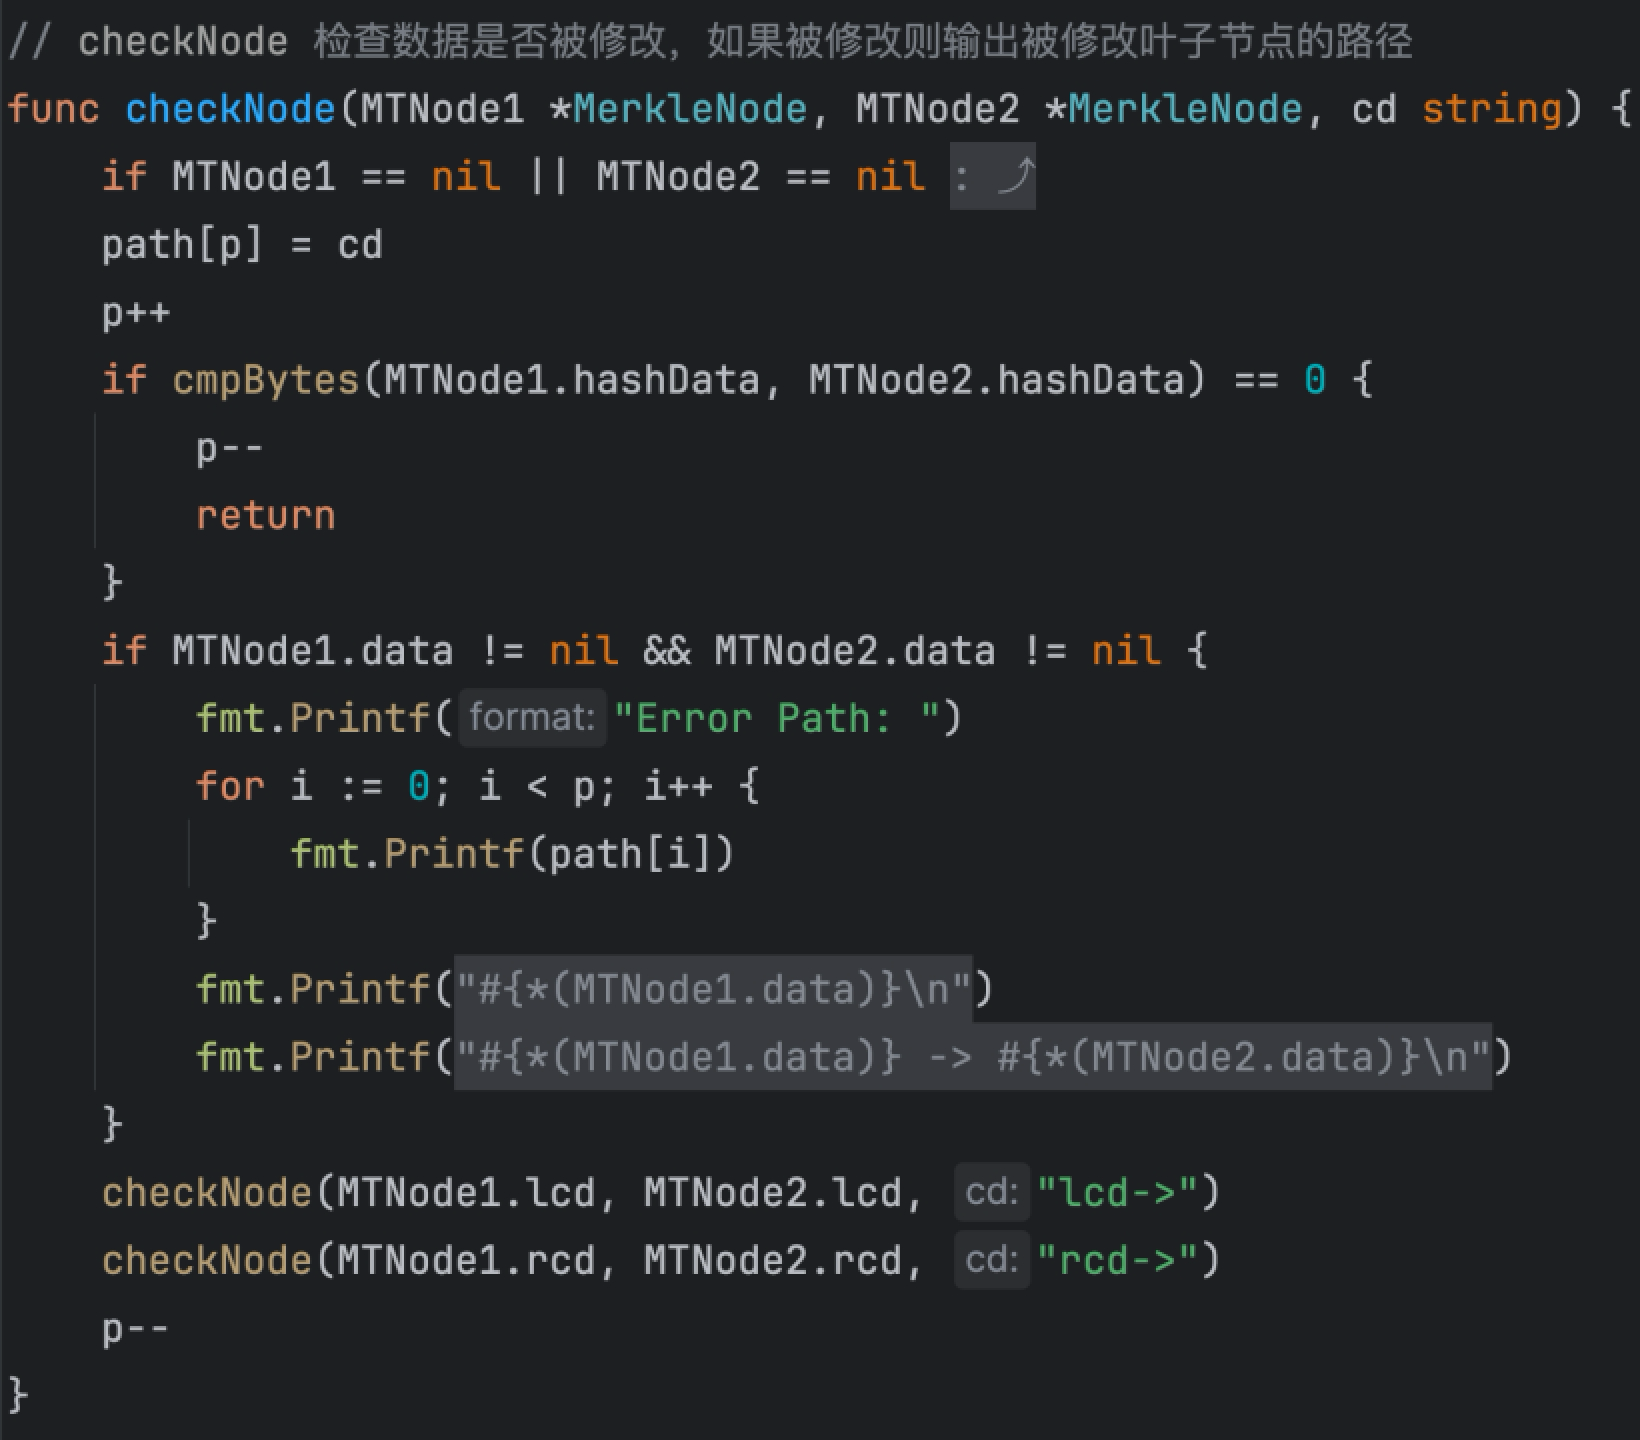 // checkNode 检查数据是否被修改，如果被修改则输出被修改叶子节点的路径
func checkNode(MTNode1 *MerkleNode, MTNode2 *MerkleNode, cd string) {
    if MTNode1 == nil || MTNode2 == nil : ⤴
    path[p] = cd
    p++
    if cmpBytes(MTNode1.hashData, MTNode2.hashData) == 0 {
        p--
        return
    }
    if MTNode1.data != nil && MTNode2.data != nil {
        fmt.Printf( format: "Error Path: ")
        for i := 0; i < p; i++ {
            fmt.Printf(path[i])
        }
        fmt.Printf("#{*(MTNode1.data)}\n")
        fmt.Printf("#{*(MTNode1.data)} -> #{*(MTNode2.data)}\n")
    }
    checkNode(MTNode1.lcd, MTNode2.lcd, cd: "lcd->")
    checkNode(MTNode1.rcd, MTNode2.rcd, cd: "rcd->")
    p--
}